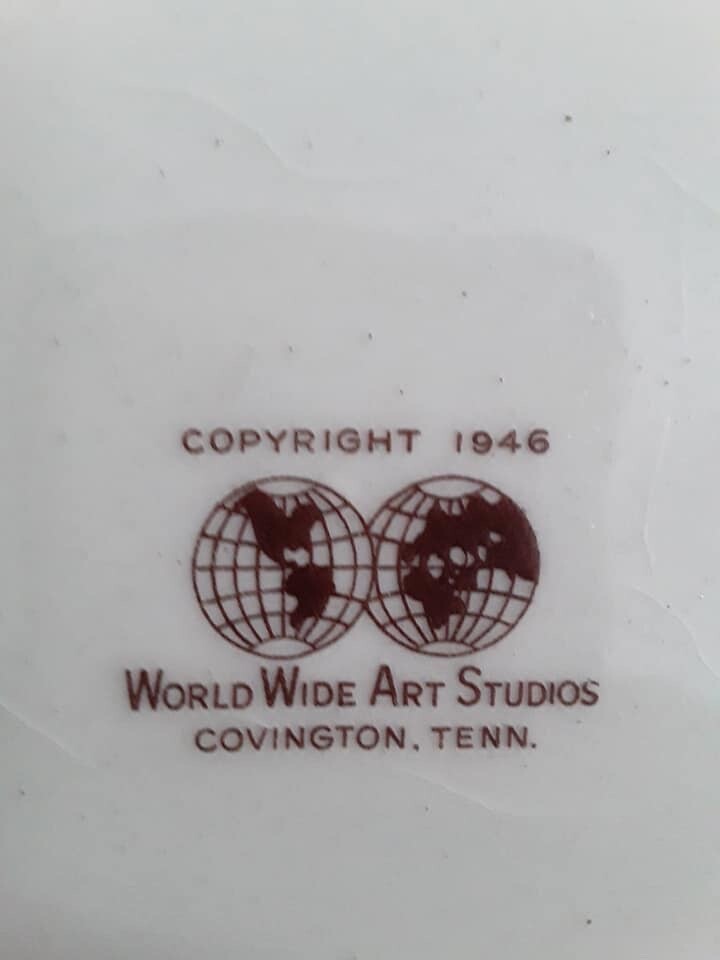 COPYRIGHT 1946
WORLD WIDE ART STUDIOS
COVINGTON, TENN.